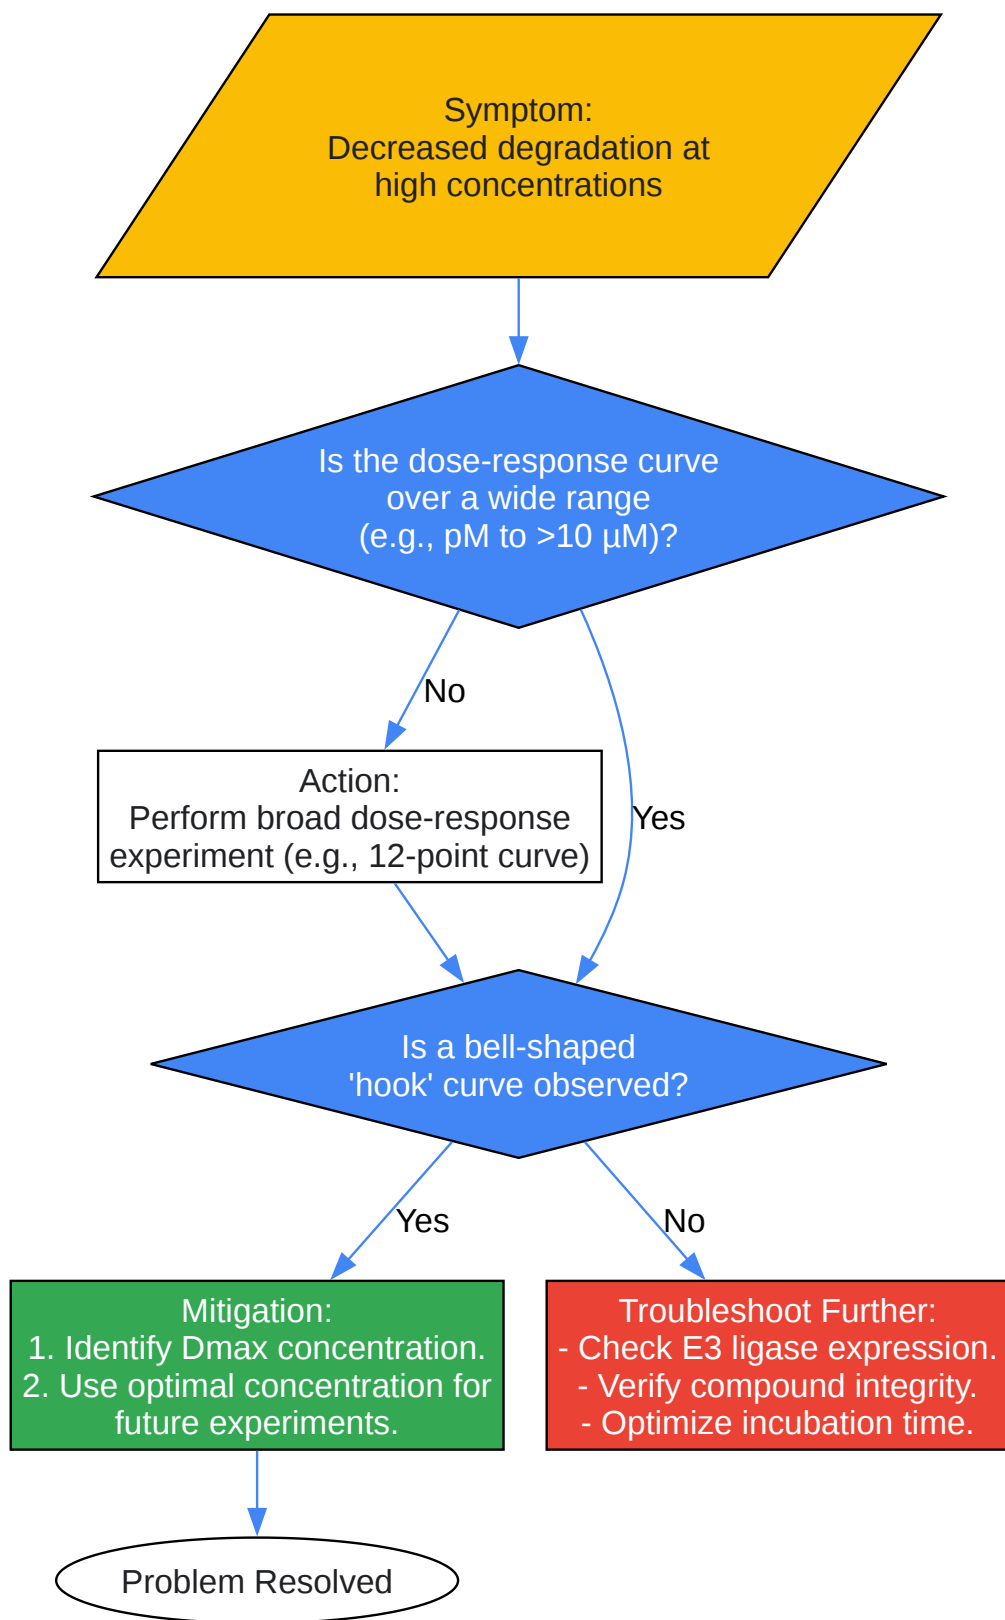 Symptom:
Decreased degradation at
high concentrations
Is the dose-response curve
over a wide range
(e.g., pM to >10 µM)?
No
Yes
Action:
Perform broad dose-response
experiment (e.g., 12-point curve)
Is a bell-shaped
'hook' curve observed?
Yes
No
Mitigation:
1. Identify Dmax concentration.
2. Use optimal concentration for
future experiments.
Troubleshoot Further:
- Check E3 ligase expression.
- Verify compound integrity.
- Optimize incubation time.
Problem Resolved